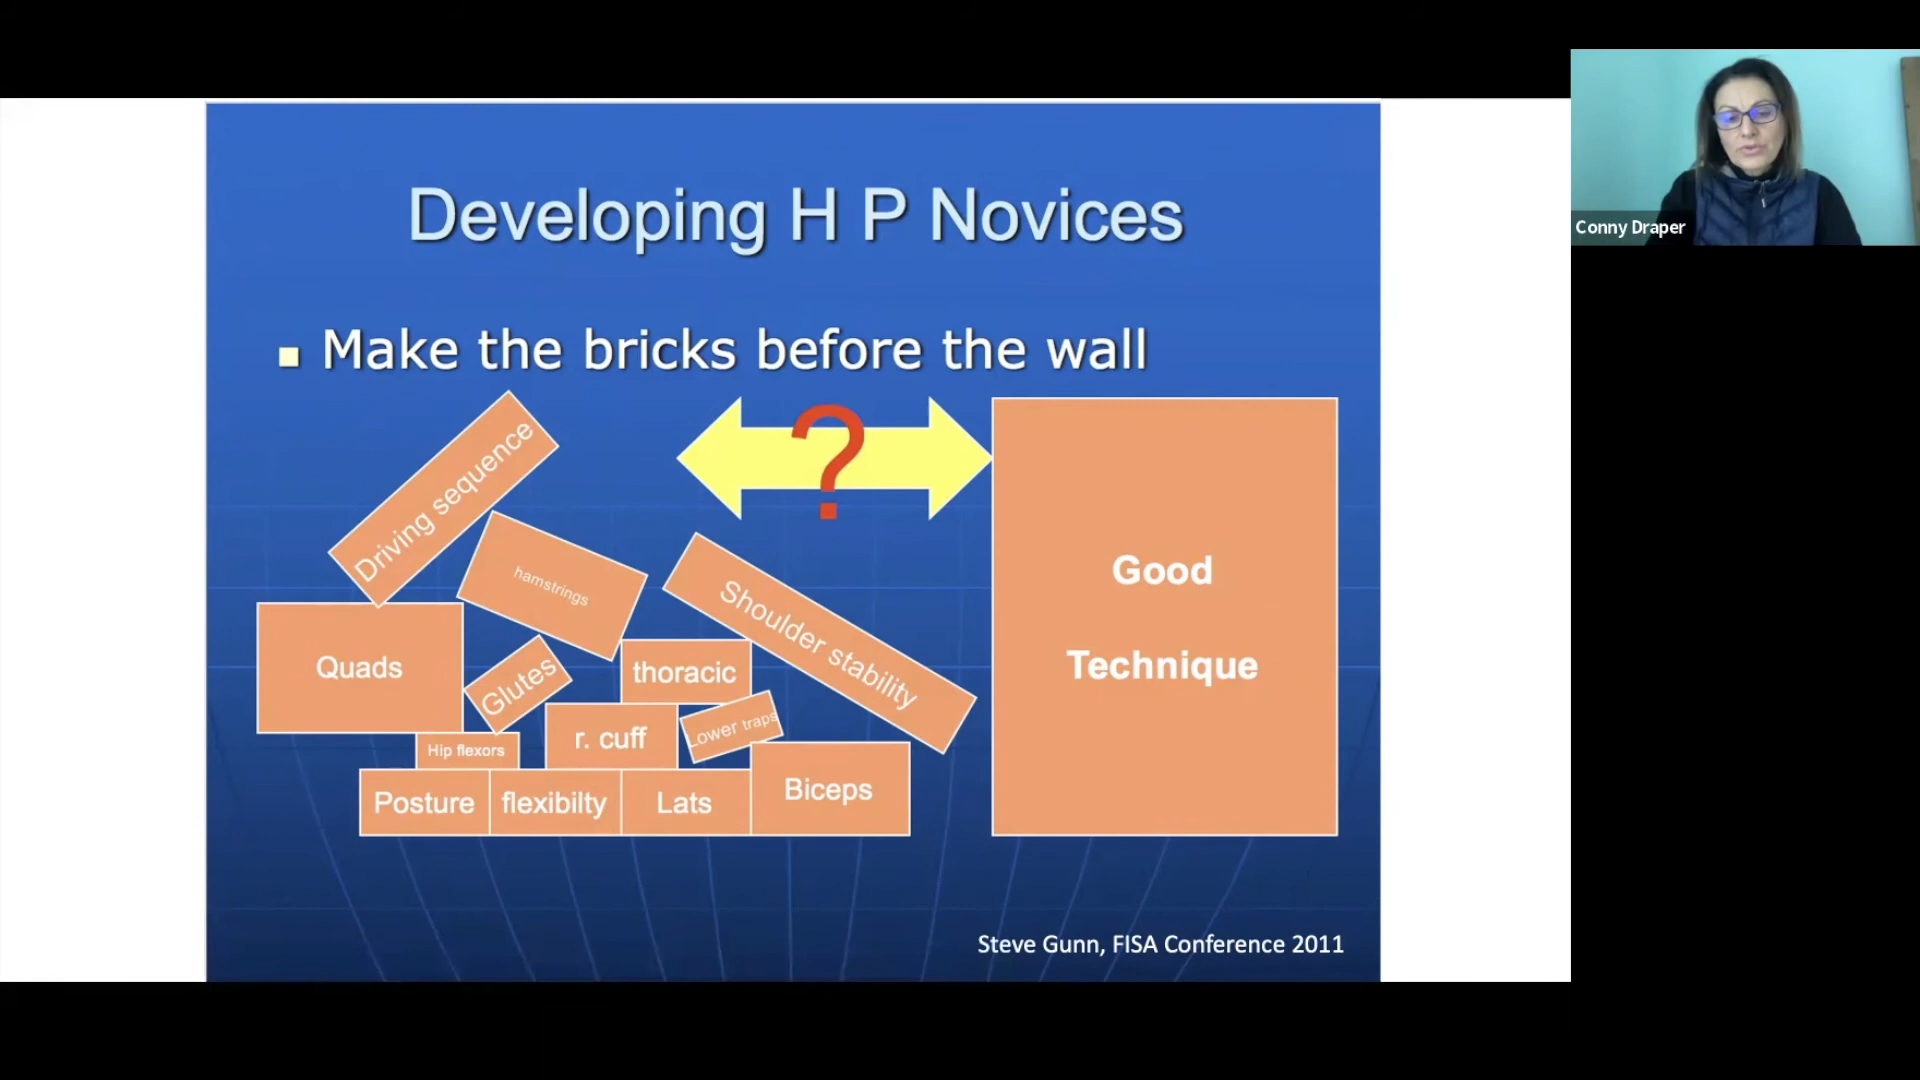 Developing H P Novices
Make the bricks before the wall
?
Driving sequence
hamstrings
Shoulder stability
Quads
Glutes
thoracic
r. cuff
Lower traps
Hip flexors
Posture
flexibilty
Lats
Biceps
Good
Technique
Steve Gunn, FISA Conference 2011
Conny Draper